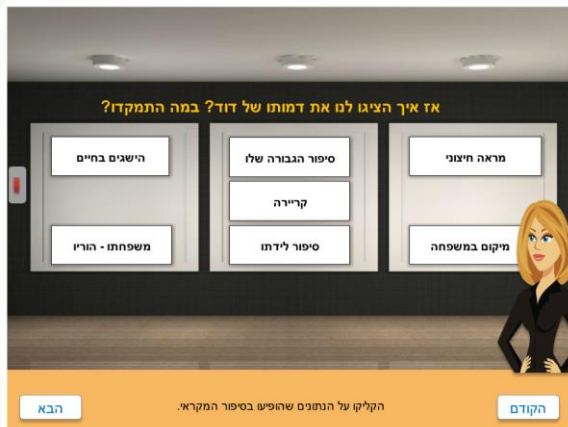 אז איך הציגו לנו את דמותו של דוד? במה התמקדו?
מראה חיצוני
מיקום במשפחה
סיפור הגבורה שלו
קריירה
סיפור לידתו
הישגים בחיים
משפחתו - הוריו
הקודם
הקליקו על הנתונים שהופיעו בסיפור המקראי.
הבא